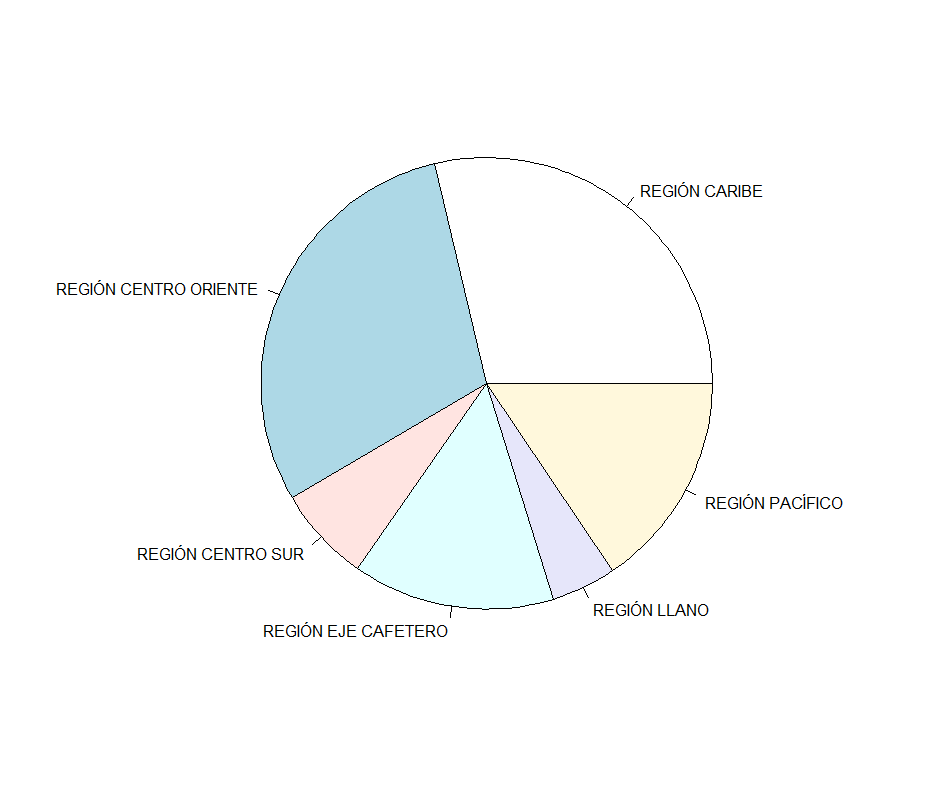 REGIÓN CARIBE
REGIÓN CENTRO ORIENTE
REGIÓN PACÍFICO
REGIÓN CENTRO SUR
REGIÓN LLANO
REGIÓN EJE CAFETERO